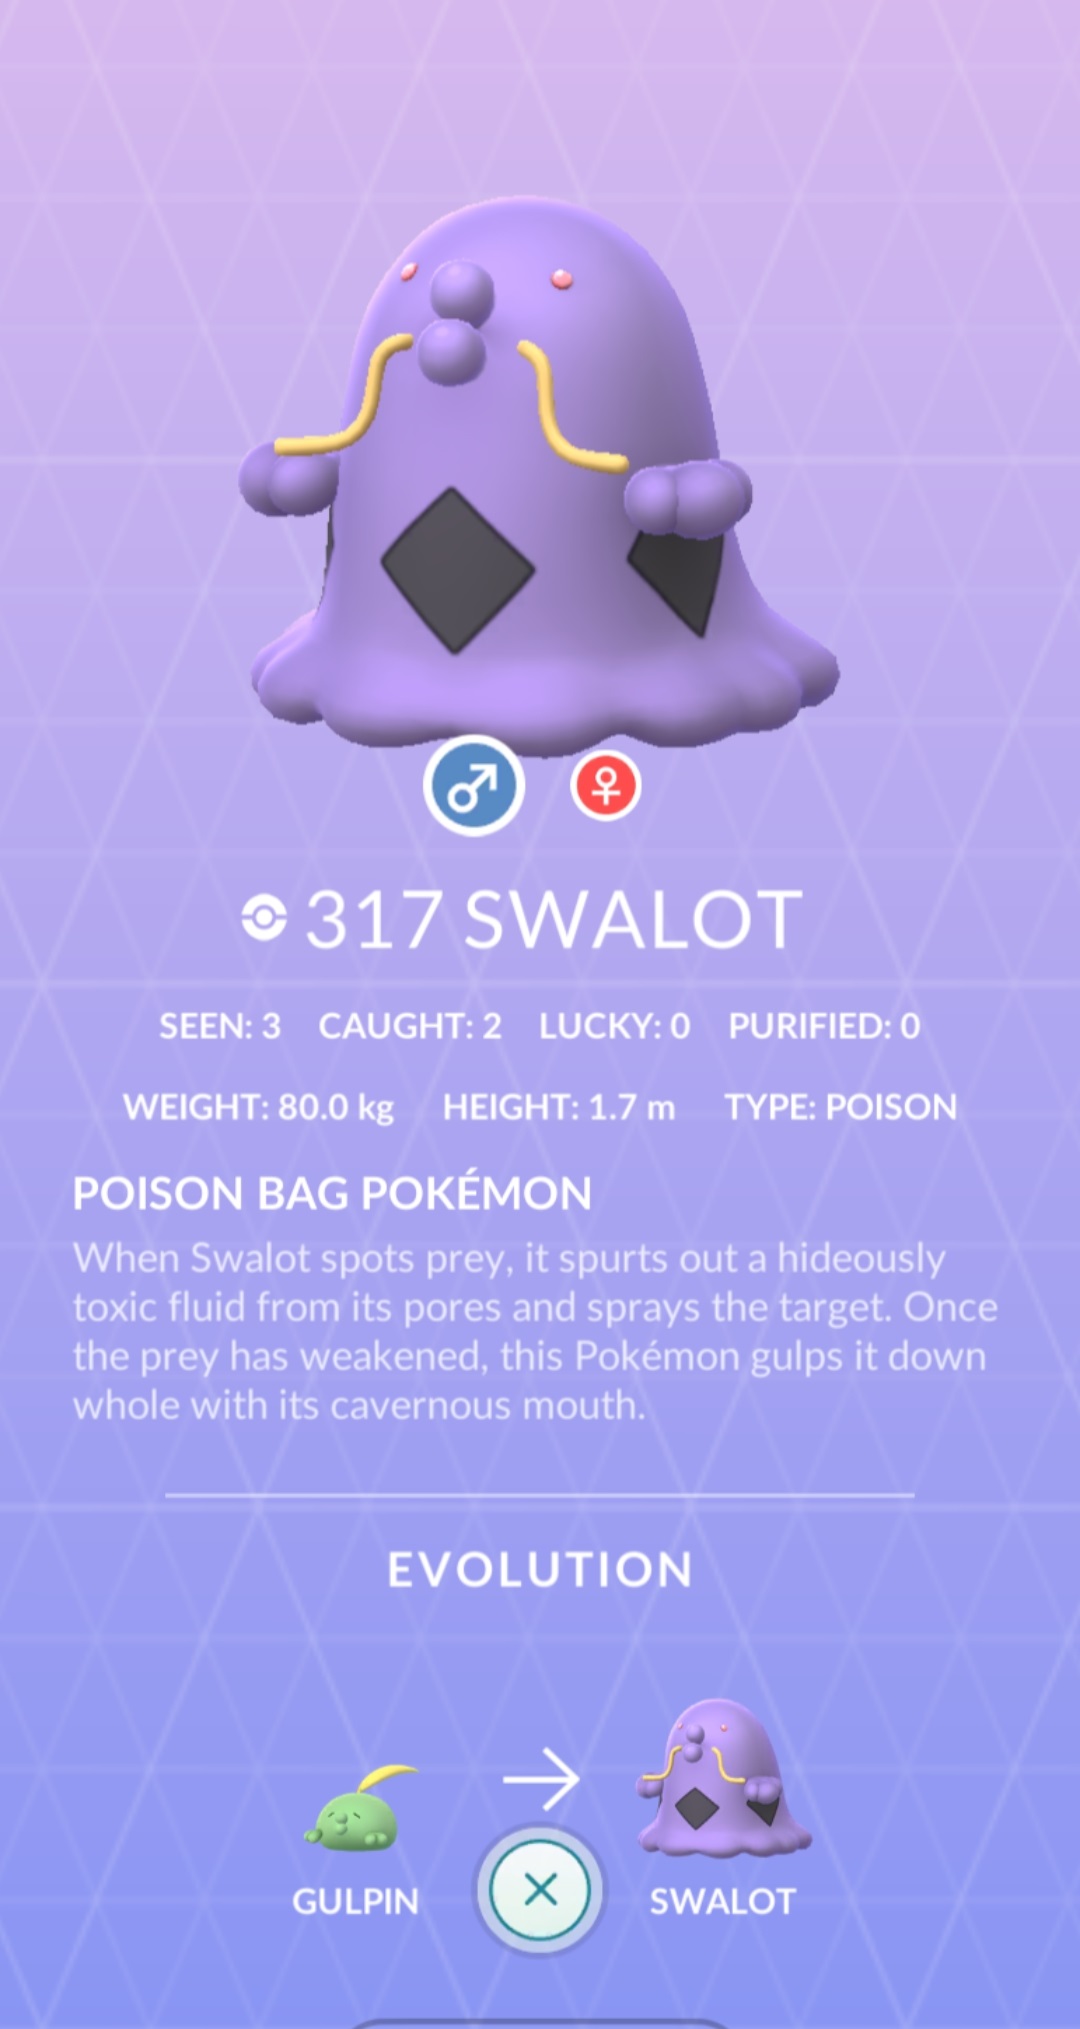 317 SWALOT
SEEN: 3 CAUGHT: 2 LUCKY: 0 PURIFIED: 0
WEIGHT: 80.0 kg HEIGHT: 1.7 m TYPE: POISON
POISON BAG POKÉMON
When Swalot spots prey, it spurts out a hideously
toxic fluid from its pores and sprays the target. Once
the prey has weakened, this Pokémon gulps it down
whole with its cavernous mouth.
EVOLUTION
GULPIN SWALOT